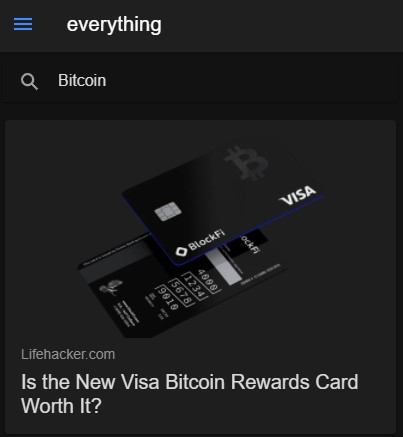 everything
Bitcoin
VISA
BlockFi
ckFi
4000
1234
5678
9010
Lifehacker.com
Is the New Visa Bitcoin Rewards Card
Worth It?